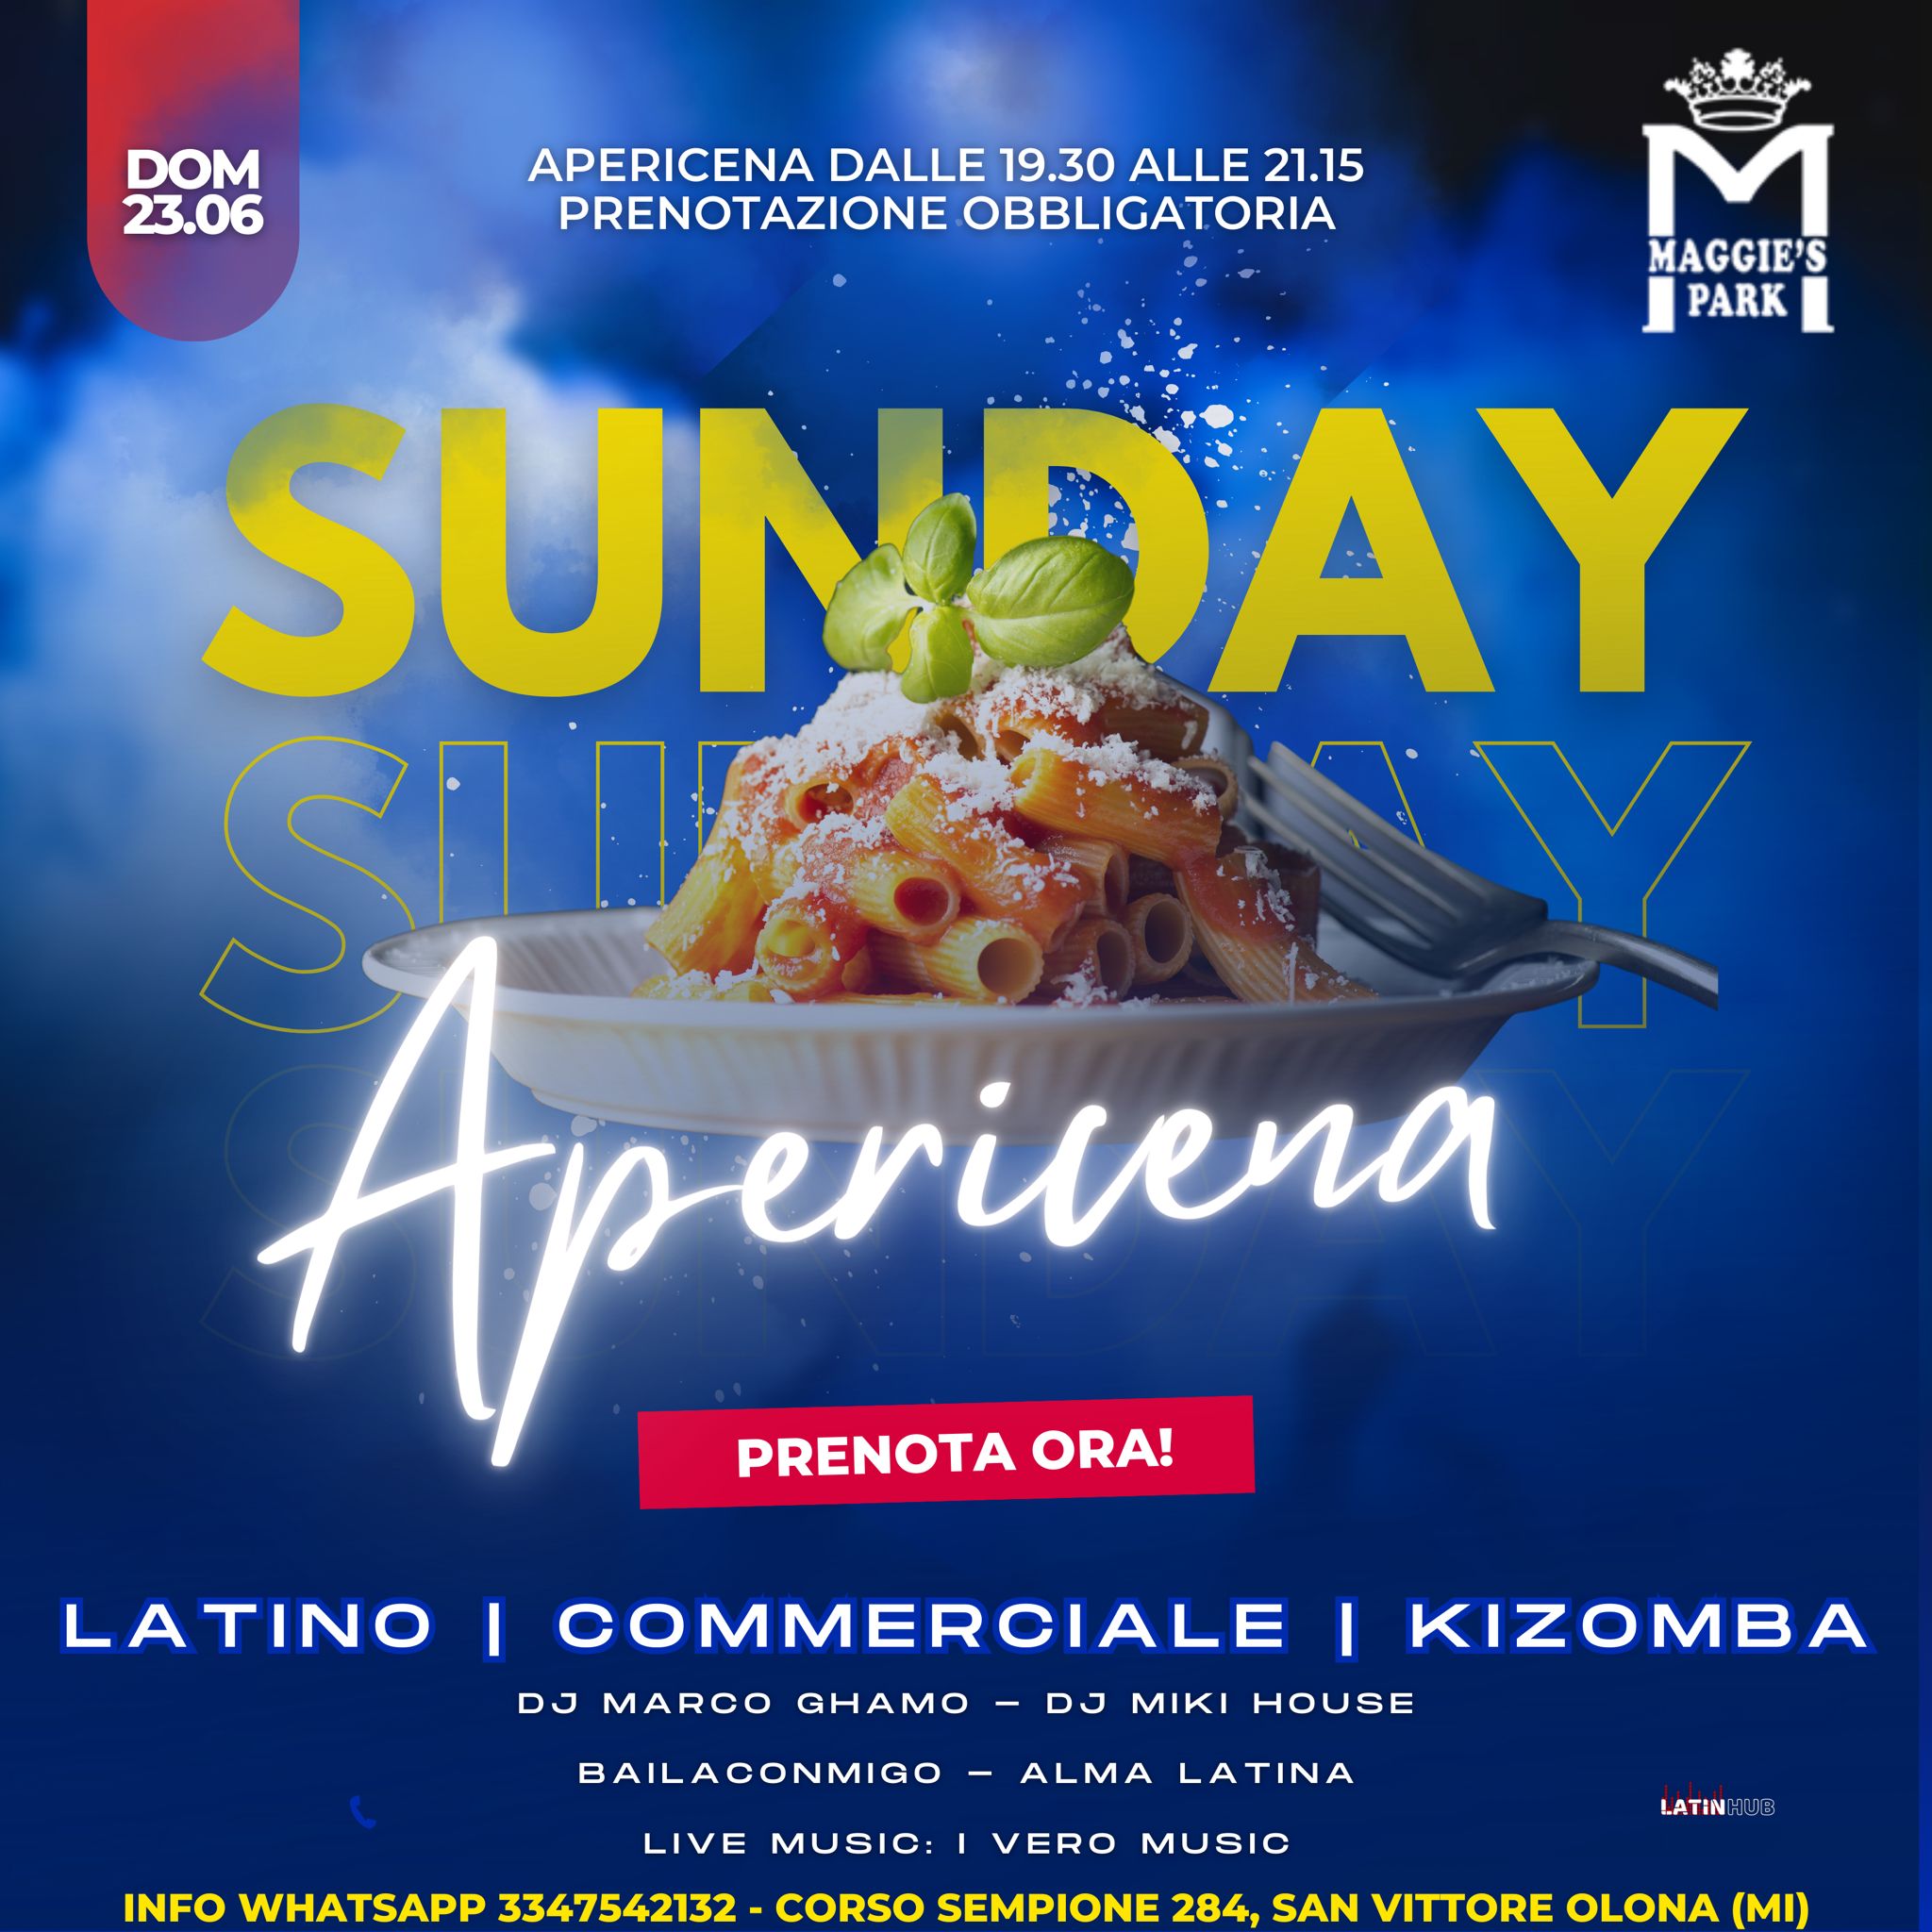 DOM
23.06
APERICENA DALLE 19.30 ALLE 21.15
PRENOTAZIONE OBBLIGATORIA
M
MAGGIE'S
PARK
SUNDAY
SUNDAY
SUNDAY
Apericena
PRENOTA ORA!
LATINO | COMMERCIALE | KIZOMBA
DJ MARCO GHAMO – DJ MIKI HOUSE
BAILACONMIGO – ALMA LATINA
LATINHUB
LIVE MUSIC: I VERO MUSIC
INFO WHATSAPP 3347542132 - CORSO SEMPIONE 284, SAN VITTORE OLONA (MI)